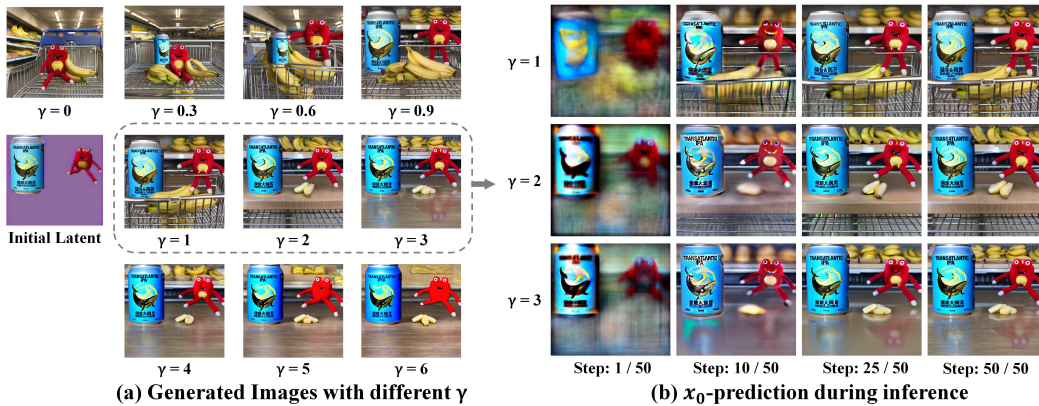 γ = 0
γ = 0.3
γ = 0.6
γ = 0.9
TRANSATLANTIC
IPA
Initial Latent
γ = 1
γ = 2
γ = 3
γ = 4
γ = 5
γ = 6
(a) Generated Images with different γ
γ = 1
γ = 2
γ = 3
TRANSATLANTIC
IPA
Step: 1 / 50
Step: 10 / 50
Step: 25 / 50
Step: 50 / 50
(b) x₀-prediction during inference